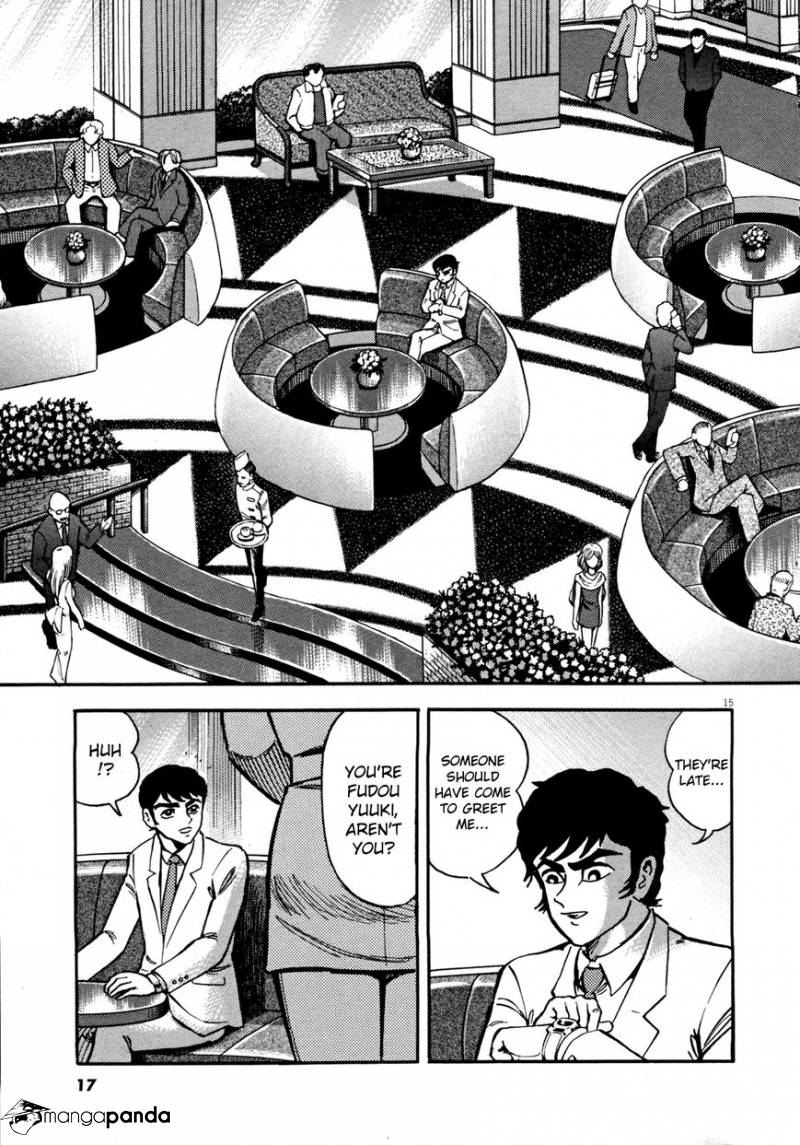 15
THEY'RE
LATE...
SOMEONE
SHOULD
HAVE COME
TO GREET
ME...
YOU'RE
FUDOU
YUUKI,
AREN'T
YOU?
HUH
!?
17
mangapanda